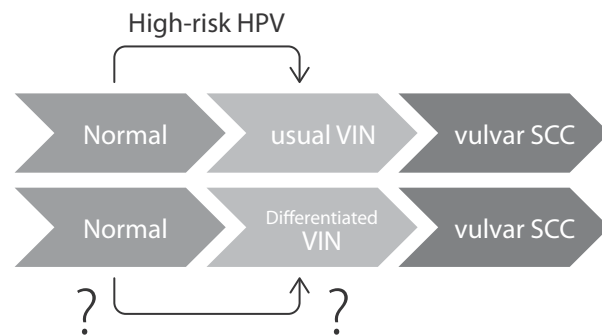 High-risk HPV
Normal
usual VIN
vulvar SCC
Normal
Differentiated
VIN
vulvar SCC
? ?